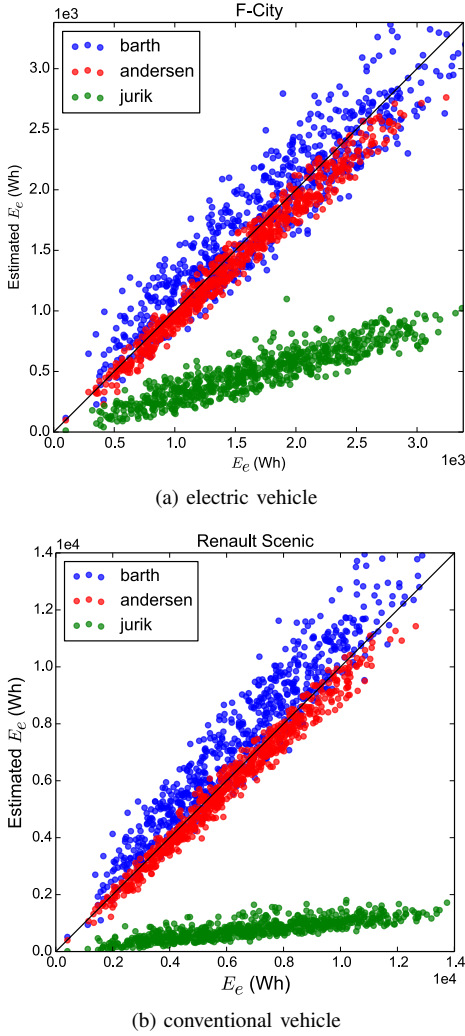 F-City
1e3
barth
andersen
jurik
3.0
2.5
2.0
1.5
1.0
0.5
0.0
Estimated E_e (Wh)
0.0 0.5 1.0 1.5 2.0 2.5 3.0
1e3
E_e (Wh)
(a) electric vehicle
Renault Scenic
1e4
barth
andersen
jurik
1.4
1.2
1.0
0.8
0.6
0.4
0.2
0.0
Estimated E_e (Wh)
0.0 0.2 0.4 0.6 0.8 1.0 1.2 1.4
1e4
E_e (Wh)
(b) conventional vehicle